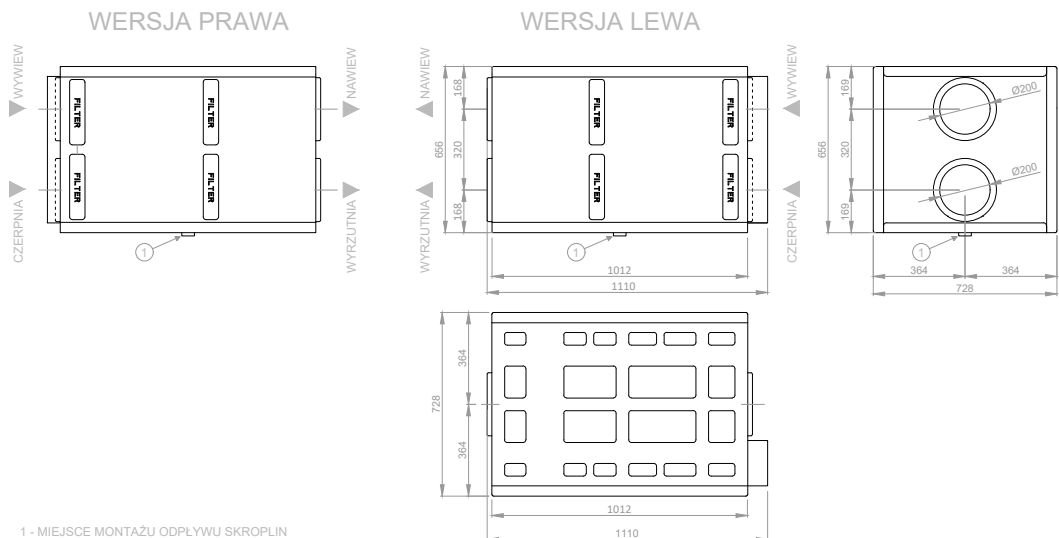 WERSJA PRAWA
WERSJA LEWA
WYWIEW
CZERPNIA
FILTER
FILTER
FILTER
FILTER
NAWIEW
WYRZUTNIA
1
NAWIEW
WYRZUTNIA
656
168
320
168
FILTER
FILTER
FILTER
FILTER
WYWIEW
CZERPNIA
1
1012
1110
656
169
320
169
Ø200
Ø200
1
364
364
728
728
364
364
1012
1110
1 - MIEJSCE MONTAŻU ODPŁYWU SKROPLIN